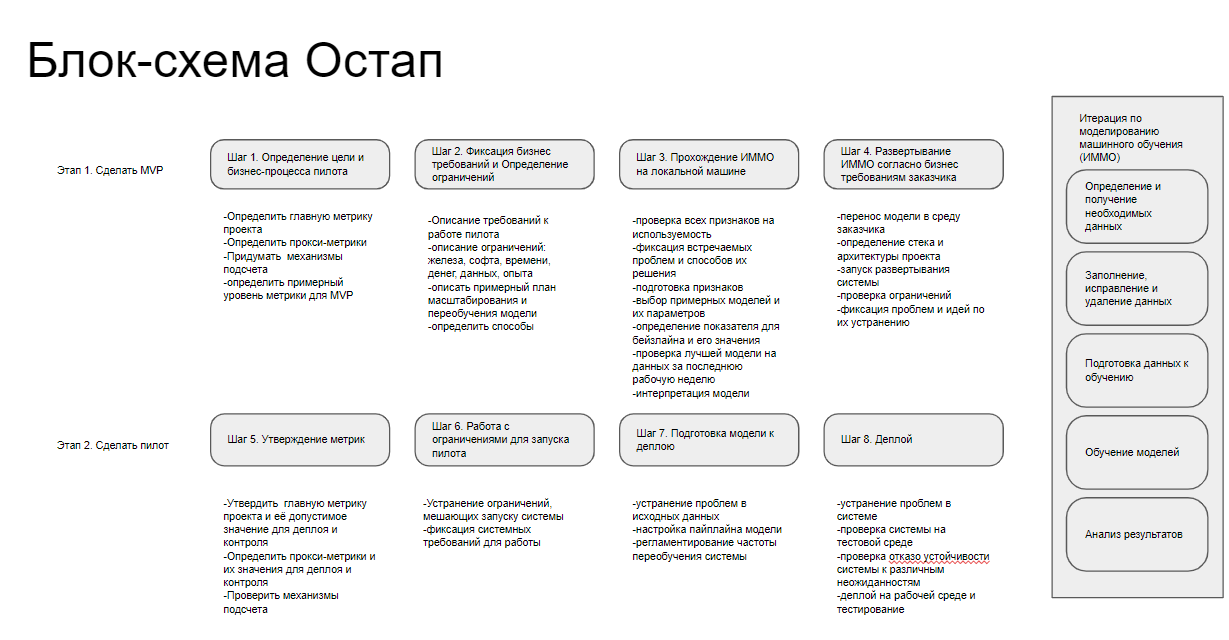 Блок-схема Остап
Этап 1. Сделать MVP
Шаг 1. Определение цели и
бизнес-процесса пилота
-Определить главную метрику
проекта
-Определить прокси-метрики
-Придумать механизмы
подсчета
-определить примерный
уровень метрики для MVP
Шаг 2. Фиксация бизнес
требований и Определение
ограничений
-Описание требований к
работе пилота
-описание ограничений:
железа, софта, времени,
денег, данных, опыта
-описать примерный план
масштабирования и
переобучения модели
-определить способы
Шаг 3. Прохождение ИММО
на локальной машине
-проверка всех признаков на
используемость
-фиксация встречаемых
проблем и способов их
решения
-подготовка признаков
-выбор примерных моделей и
их параметров
-определение показателя для
бейзлайна и его значения
-проверка лучшей модели на
данных за последнюю
рабочую неделю
-интерпретация модели
Шаг 4. Развертывание
ИММО согласно бизнес
требованиям заказчика
-перенос модели в среду
заказчика
-определение стека и
архитектуры проекта
-запуск развертывания
системы
-проверка ограничений
-фиксация проблем и идей по
их устранению
Этап 2. Сделать пилот
Шаг 5. Утверждение метрик
-Утвердить главную метрику
проекта и её допустимое
значение для деплоя и
контроля
-Определить прокси-метрики и
их значения для деплоя и
контроля
-Проверить механизмы
подсчета
Шаг 6. Работа с
ограничениями для запуска
пилота
-Устранение ограничений,
мешающих запуску системы
-фиксация системных
требований для работы
Шаг 7. Подготовка модели к
деплою
-устранение проблем в
исходных данных
-настройка пайплайна модели
-регламентирование частоты
переобучения системы
Шаг 8. Деплой
-устранение проблем в
системе
-проверка системы на
тестовой среде
-проверка отказо устойчивости
системы к различным
неожиданностям
-деплой на рабочей среде и
тестирование
Итерация по
моделированию
машинного обучения
(ИММО)
Определение и
получение
необходимых
данных
Заполнение,
исправление и
удаление данных
Подготовка данных к
обучению
Обучение моделей
Анализ результатов